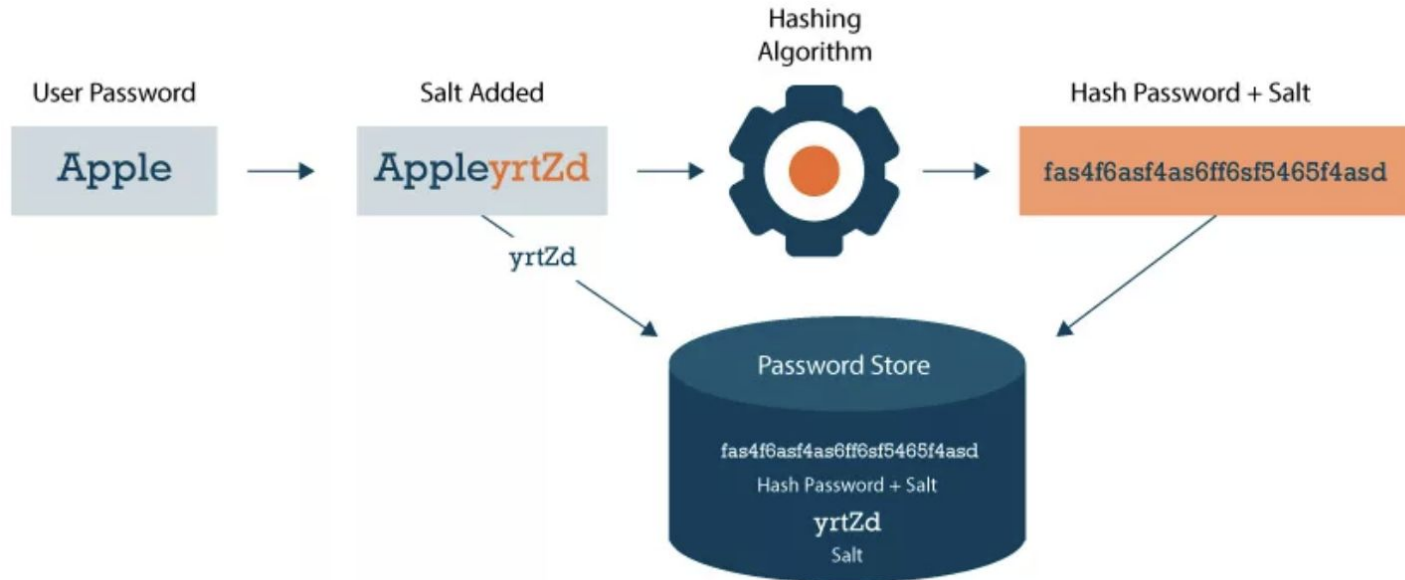 Hashing
Algorithm
User Password
Salt Added
Hash Password + Salt
Apple
AppleyrtZd
fas4f6asf4as6ff6sf5465f4asd
yrtZd
Password Store
fas4f6asf4as6ff6sf5465f4asd
Hash Password + Salt
yrtZd
Salt